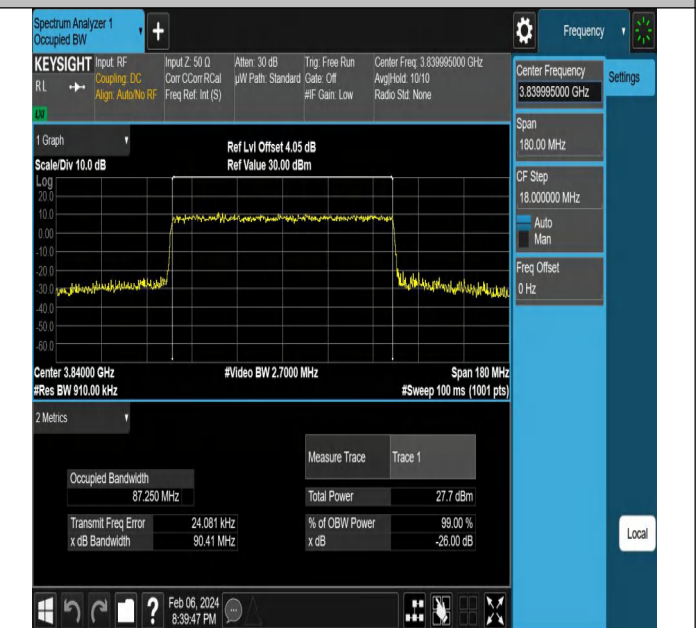 Spectrum Analyzer 1
Occupied BW
+
Frequency
KEYSIGHT
RL
LXI
Input: RF
Coupling: DC
Align: Auto/No RF
Input Z: 50 Ω
Corr CCorr RCal
Freq Ref: Int (S)
Atten: 30 dB
µW Path: Standard
Trig: Free Run
Gate: Off
#IF Gain: Low
Center Freq: 3.839995000 GHz
Avg|Hold: 10/10
Radio Std: None
Center Frequency
3.839995000 GHz
Settings
Span
180.00 MHz
CF Step
18.000000 MHz
Auto
Man
Freq Offset
0 Hz
1 Graph
Scale/Div 10.0 dB
Ref Lvl Offset 4.05 dB
Ref Value 30.00 dBm
Log
20.0
10.0
0.00
-10.0
-20.0
-30.0
-40.0
-50.0
-60.0
Center 3.84000 GHz
#Video BW 2.7000 MHz
Span 180 MHz
#Res BW 910.00 kHz
#Sweep 100 ms (1001 pts)
2 Metrics
Measure Trace Trace 1
Occupied Bandwidth
87.250 MHz
Total Power 27.7 dBm
Transmit Freq Error 24.081 kHz
% of OBW Power 99.00 %
x dB Bandwidth 90.41 MHz
x dB -26.00 dB
Local
?
Feb 06, 2024
8:39:47 PM